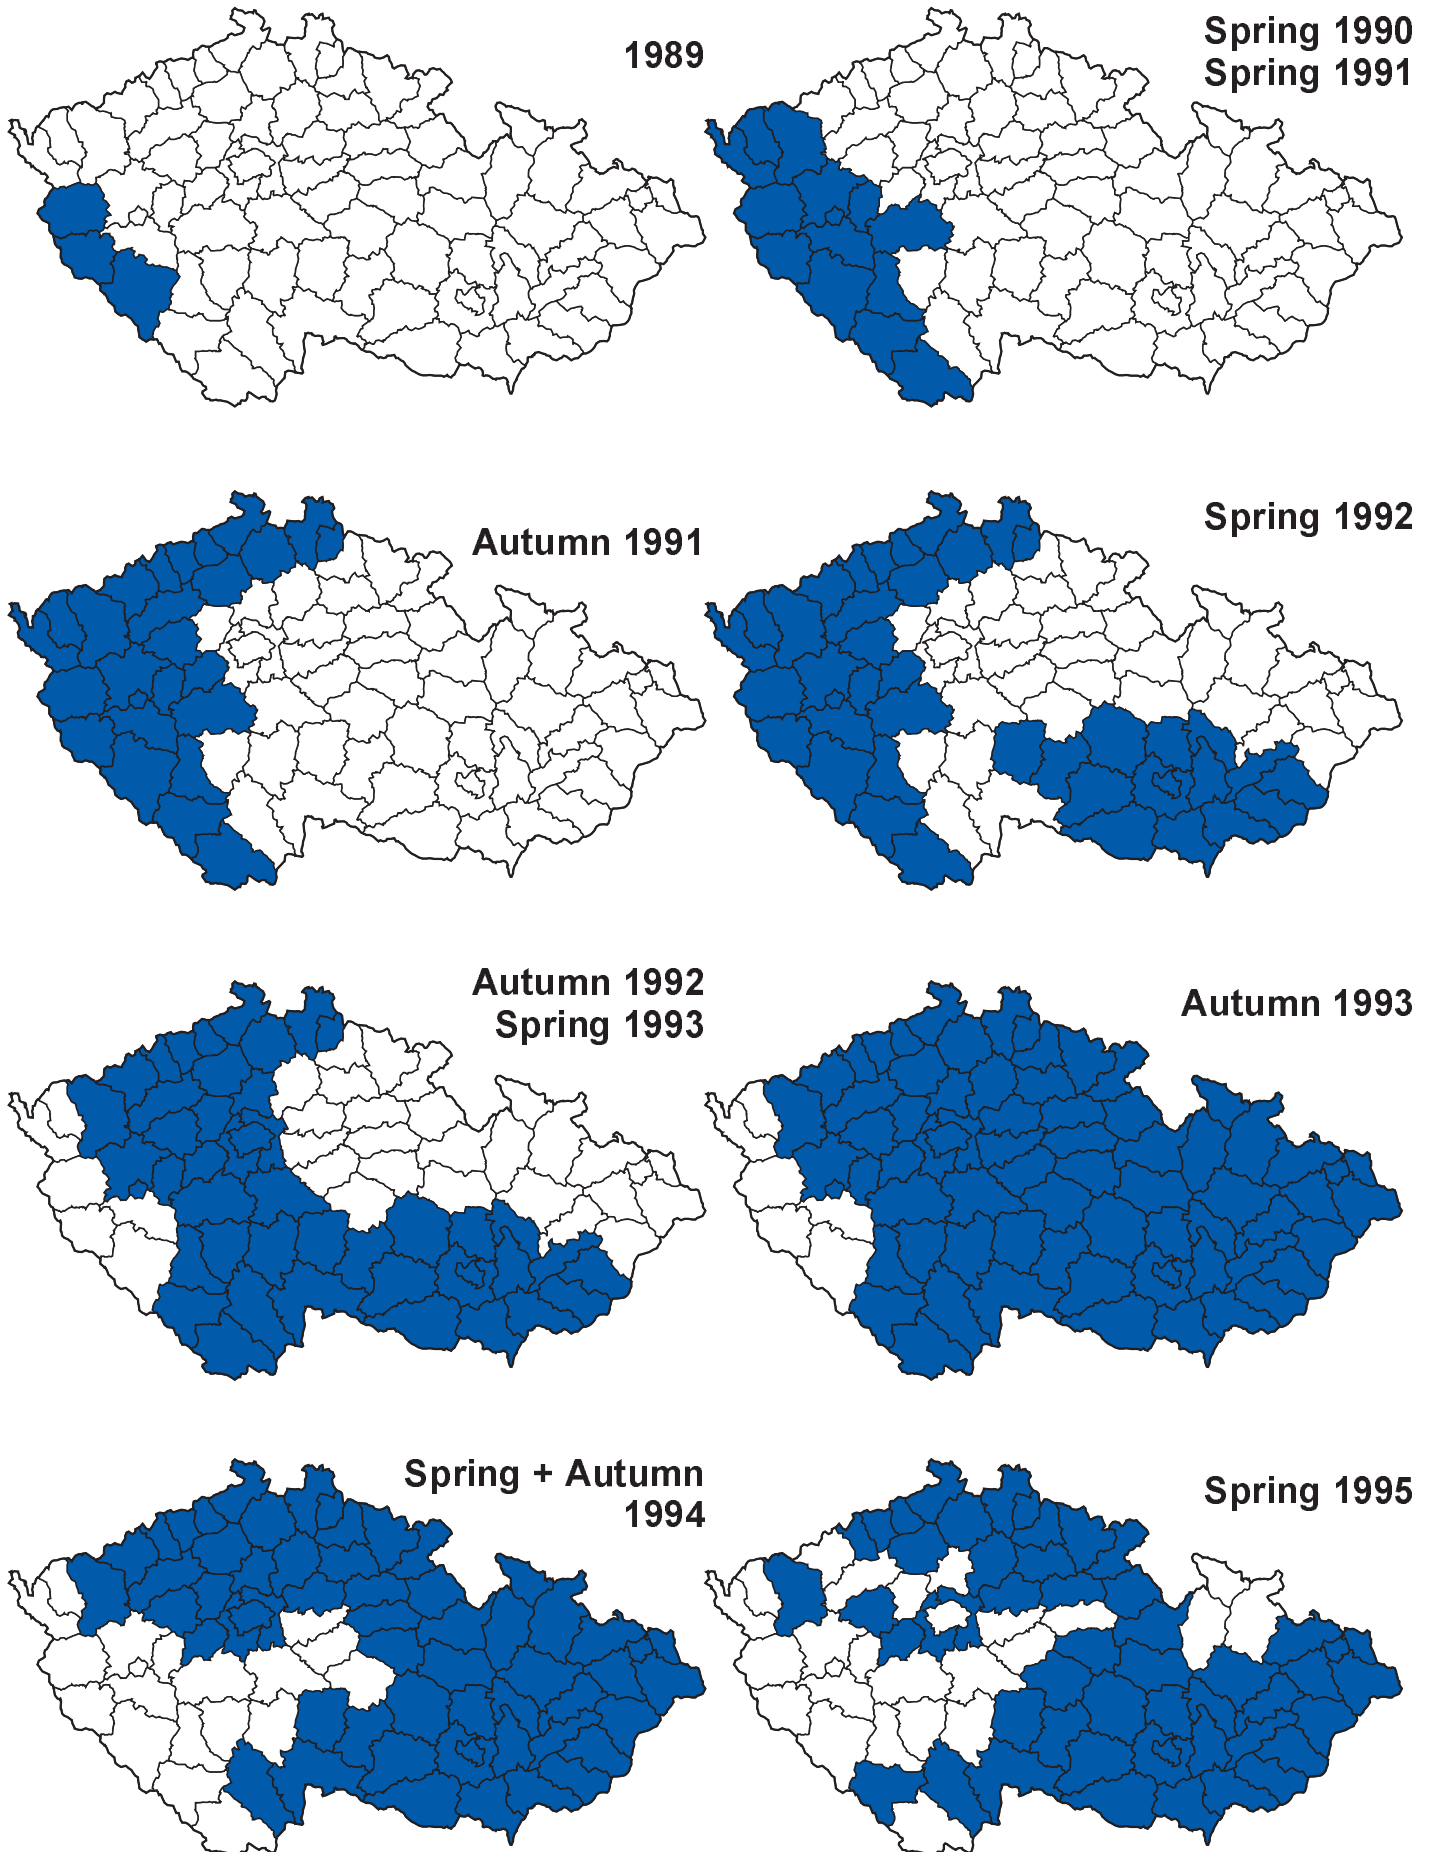 1989
Spring 1990
Spring 1991
Autumn 1991
Spring 1992
Autumn 1992
Spring 1993
Autumn 1993
Spring + Autumn
1994
Spring 1995